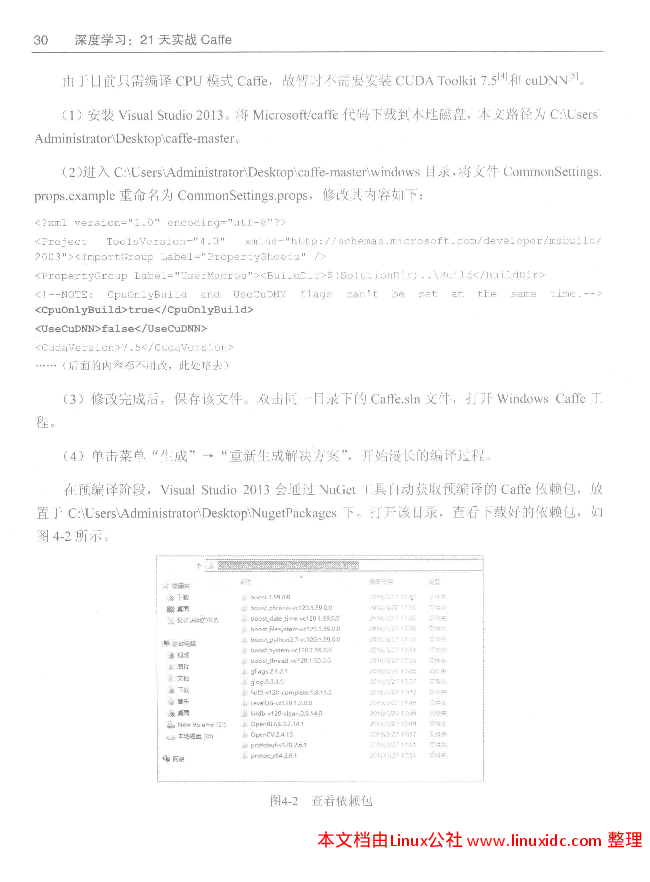 30 深度学习：21 天实战 Caffe
由于目前只需编译 CPU 模式 Caffe，故暂时不需要安装 CUDA Toolkit 7.5[4]和 cuDNN[5]。
（1）安装 Visual Studio 2013。将 Microsoft/caffe 代码下载到本地磁盘，本文路径为 C:\Users\
Administrator\Desktop\caffe-master。
（2）进入 C:\Users\Administrator\Desktop\caffe-master\windows 目录，将文件 CommonSettings.
props.example 重命名为 CommonSettings.props，修改其内容如下：
<?xml version="1.0" encoding="utf-8"?>
<Project ToolsVersion="4.0" xmlns="http://schemas.microsoft.com/developer/msbuild/
2003"><ImportGroup Label="PropertySheets" />
<PropertyGroup Label="UserMacros"><BuildDir>$(SolutionDir)..\Build</BuildDir>
<!--NOTE: CpuOnlyBuild and UseCuDNN flags can't be set at the same time.-->
<CpuOnlyBuild>true</CpuOnlyBuild>
<UseCuDNN>false</UseCuDNN>
<CudaVersion>7.5</CudaVersion>
……（后面的内容都不用改，此处略去）
（3）修改完成后，保存该文件。双击同一目录下的 Caffe.sln 文件，打开 Windows Caffe 工
程。
（4）单击菜单“生成”→“重新生成解决方案”，开始漫长的编译过程。
在预编译阶段，Visual Studio 2013 会通过 NuGet 工具自动获取预编译的 Caffe 依赖包，放
置于 C:\Users\Administrator\Desktop\NugetPackages 下。打开该目录，查看下载好的依赖包，如
图 4-2 所示。
名称 修改日期 类型
收藏夹
下载
桌面
最近访问的位置
这台电脑
视频
图片
文档
下载
音乐
桌面
New Volume (C:)
本地磁盘 (D:)
网络
boost.1.59.0.0
boost_chrono-vc120.1.59.0.0
boost_date_time-vc120.1.59.0.0
boost_filesystem-vc120.1.59.0.0
boost_python2.7-vc120.1.59.0.0
boost_system-vc120.1.59.0.0
boost_thread-vc120.1.59.0.0
gflags.2.1.2.1
glog.0.3.3.0
hdf5-v120-complete.1.8.15.2
lmdb-v120-clean.0.9.14.0
OpenBLAS.0.2.14.1
OpenCV.2.4.10
protobuf-v120.2.6.1
protoc_x64.2.6.1
图4-2 查看依赖包
本文档由Linux公社 www.linuxidc.com 整理